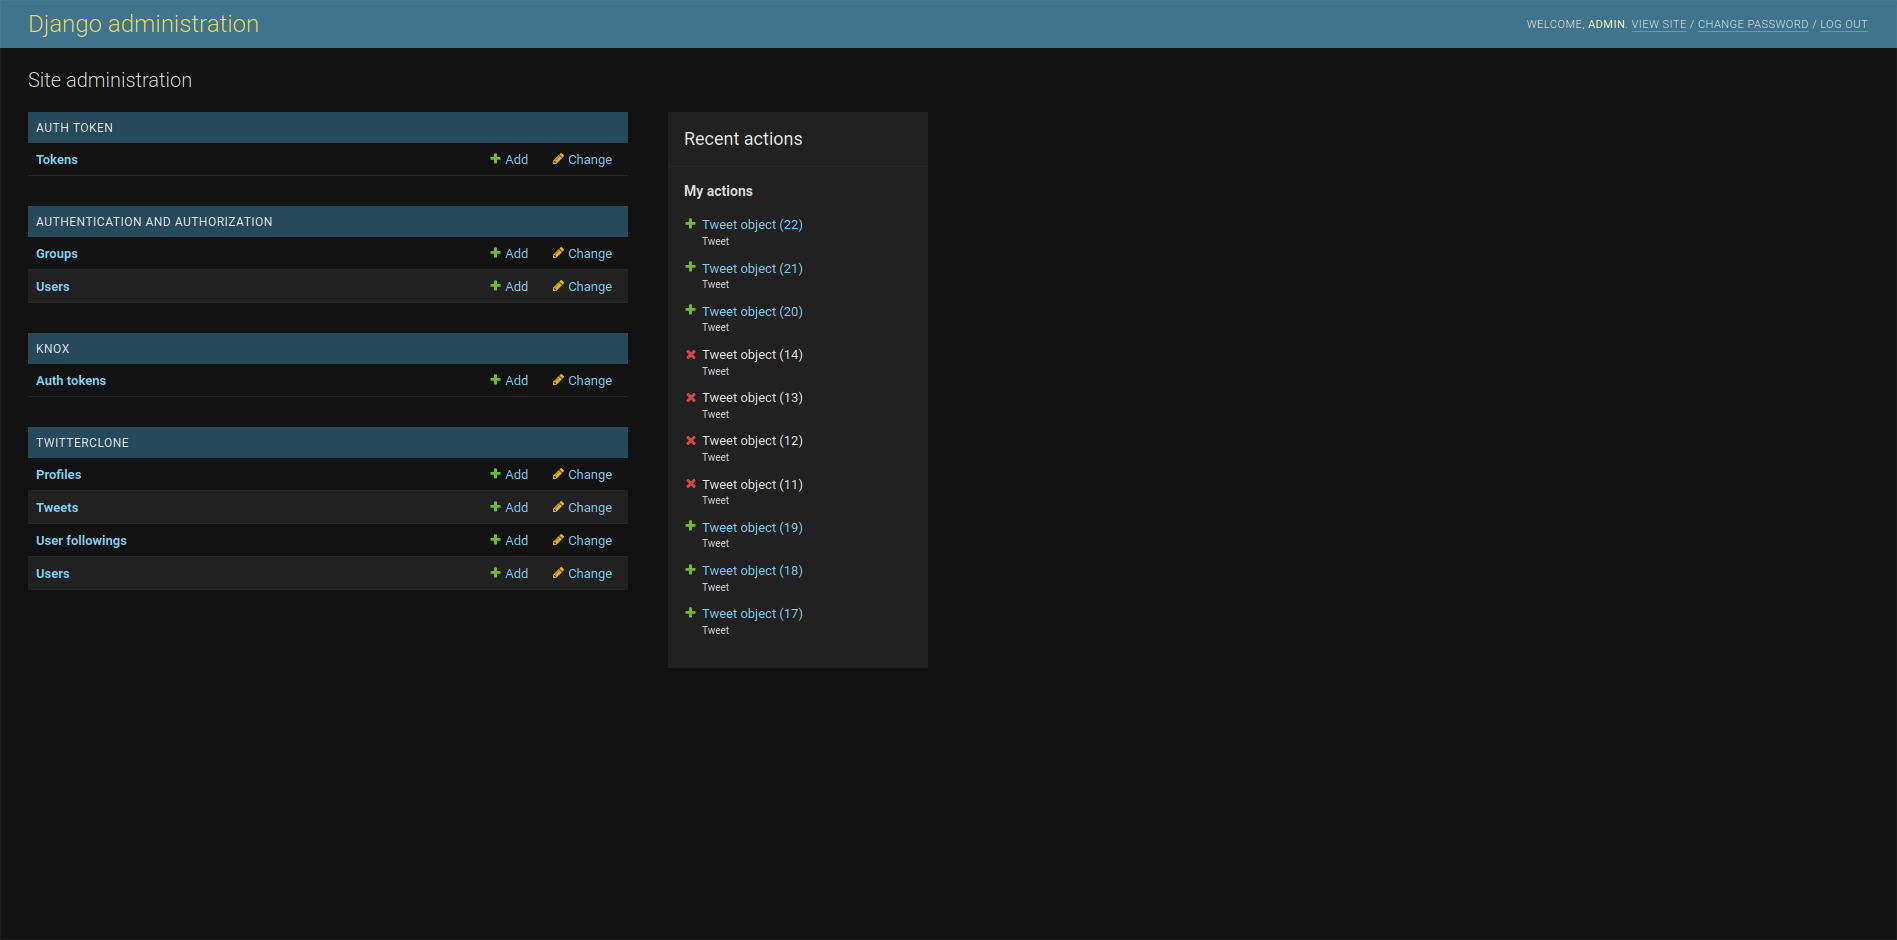 Django administration
WELCOME, ADMIN. VIEW SITE / CHANGE PASSWORD / LOG OUT
Site administration
AUTH TOKEN
Tokens Add Change
AUTHENTICATION AND AUTHORIZATION
Groups Add Change
Users Add Change
KNOX
Auth tokens Add Change
TWITTERCLONE
Profiles Add Change
Tweets Add Change
User followings Add Change
Users Add Change
Recent actions
My actions
Tweet object (22)
Tweet
Tweet object (21)
Tweet
Tweet object (20)
Tweet
Tweet object (14)
Tweet
Tweet object (13)
Tweet
Tweet object (12)
Tweet
Tweet object (11)
Tweet
Tweet object (19)
Tweet
Tweet object (18)
Tweet
Tweet object (17)
Tweet